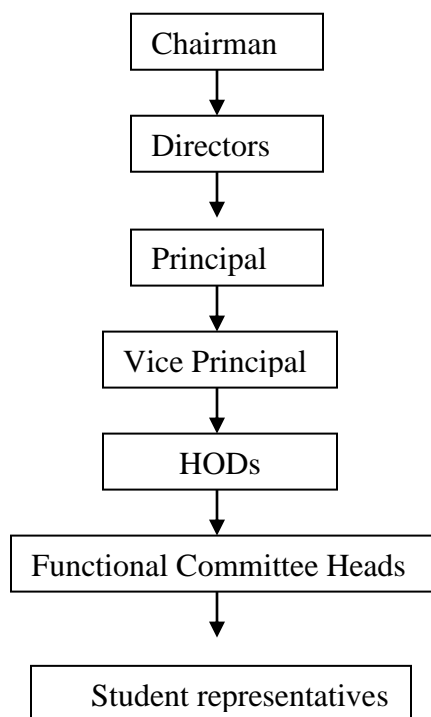 Chairman
Directors
Principal
Vice Principal
HODs
Functional Committee Heads
Student representatives